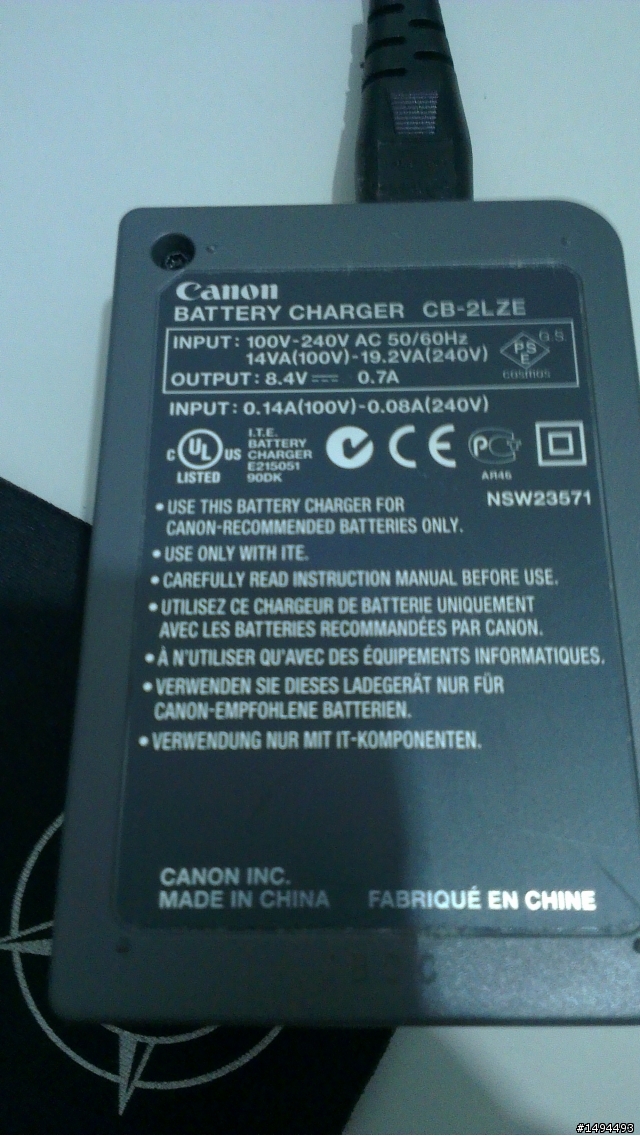 Canon
BATTERY CHARGER CB-2LZE
INPUT: 100V-240V AC 50/60Hz
14VA(100V)-19.2VA(240V)
OUTPUT: 8.4V⎓ 0.7A
PS
E
G.S.
COSMOS
INPUT: 0.14A(100V)-0.08A(240V)
C UL US
LISTED
I.T.E.
BATTERY
CHARGER
E215051
90DK
CE
PCT
AR46
NSW23571
• USE THIS BATTERY CHARGER FOR
CANON-RECOMMENDED BATTERIES ONLY.
• USE ONLY WITH ITE.
• CAREFULLY READ INSTRUCTION MANUAL BEFORE USE.
• UTILISEZ CE CHARGEUR DE BATTERIE UNIQUEMENT
AVEC LES BATTERIES RECOMMANDÉES PAR CANON.
• À N'UTILISER QU'AVEC DES ÉQUIPEMENTS INFORMATIQUES.
• VERWENDEN SIE DIESES LADEGERÄT NUR FÜR
CANON-EMPFOHLENE BATTERIEN.
• VERWENDUNG NUR MIT IT-KOMPONENTEN.
CANON INC.
MADE IN CHINA FABRIQUÉ EN CHINE
#1494493